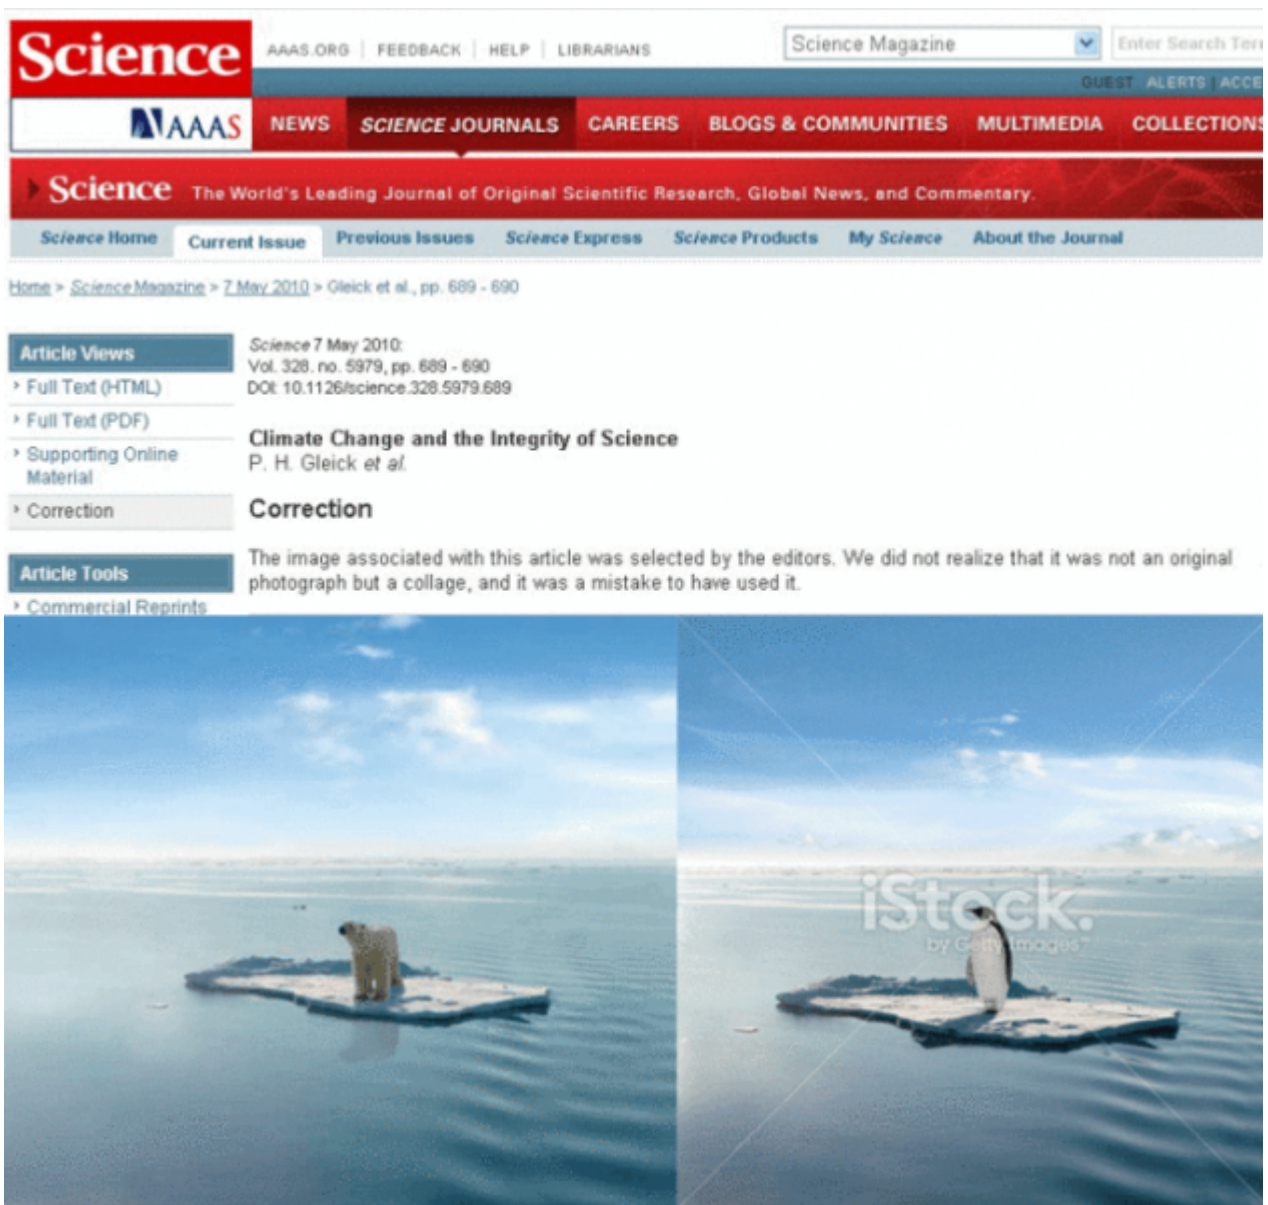 Science
AAAS.ORG | FEEDBACK | HELP | LIBRARIANS
Science Magazine
Enter Search Ter
GUEST ALERTS | ACCE
AAAS
NEWS SCIENCE JOURNALS CAREERS BLOGS & COMMUNITIES MULTIMEDIA COLLECTIONS
Science The World's Leading Journal of Original Scientific Research, Global News, and Commentary.
Science Home Current Issue Previous Issues Science Express Science Products My Science About the Journal
Home > Science Magazine > 7 May 2010 > Gleick et al., pp. 689 - 690
Article Views
Full Text (HTML)
Full Text (PDF)
Supporting Online
Material
Correction
Article Tools
Commercial Reprints
Science 7 May 2010:
Vol. 328. no. 5979, pp. 689 - 690
DOI: 10.1126/science.328.5979.689
Climate Change and the Integrity of Science
P. H. Gleick et al.
Correction
The image associated with this article was selected by the editors. We did not realize that it was not an original
photograph but a collage, and it was a mistake to have used it.
iStock.
by Getty Images™